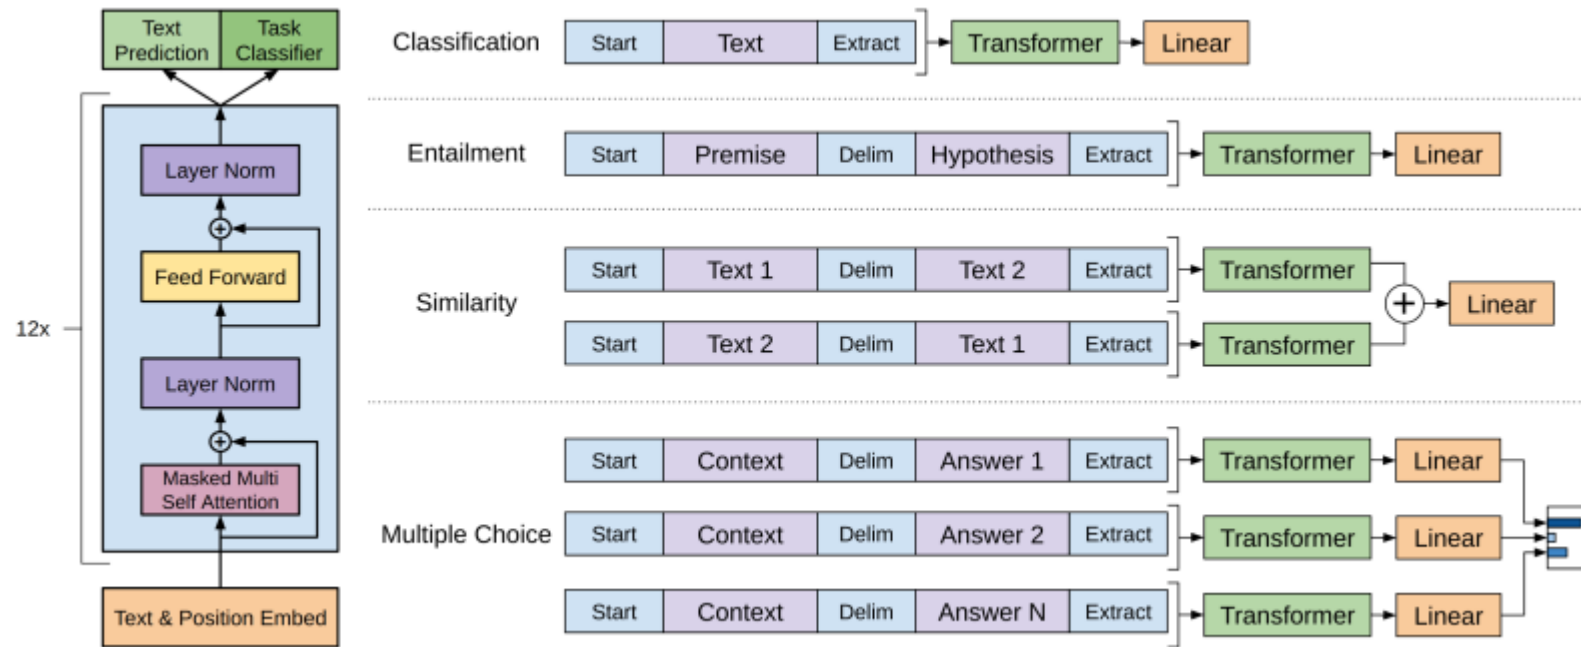 Text
Prediction
Task
Classifier
12x
Layer Norm
Feed Forward
Layer Norm
Masked Multi
Self Attention
Text & Position Embed
Classification
Start Text Extract Transformer Linear
Entailment
Start Premise Delim Hypothesis Extract Transformer Linear
Similarity
Start Text 1 Delim Text 2 Extract Transformer
Start Text 2 Delim Text 1 Extract Transformer
Linear
Multiple Choice
Start Context Delim Answer 1 Extract Transformer Linear
Start Context Delim Answer 2 Extract Transformer Linear
Start Context Delim Answer N Extract Transformer Linear